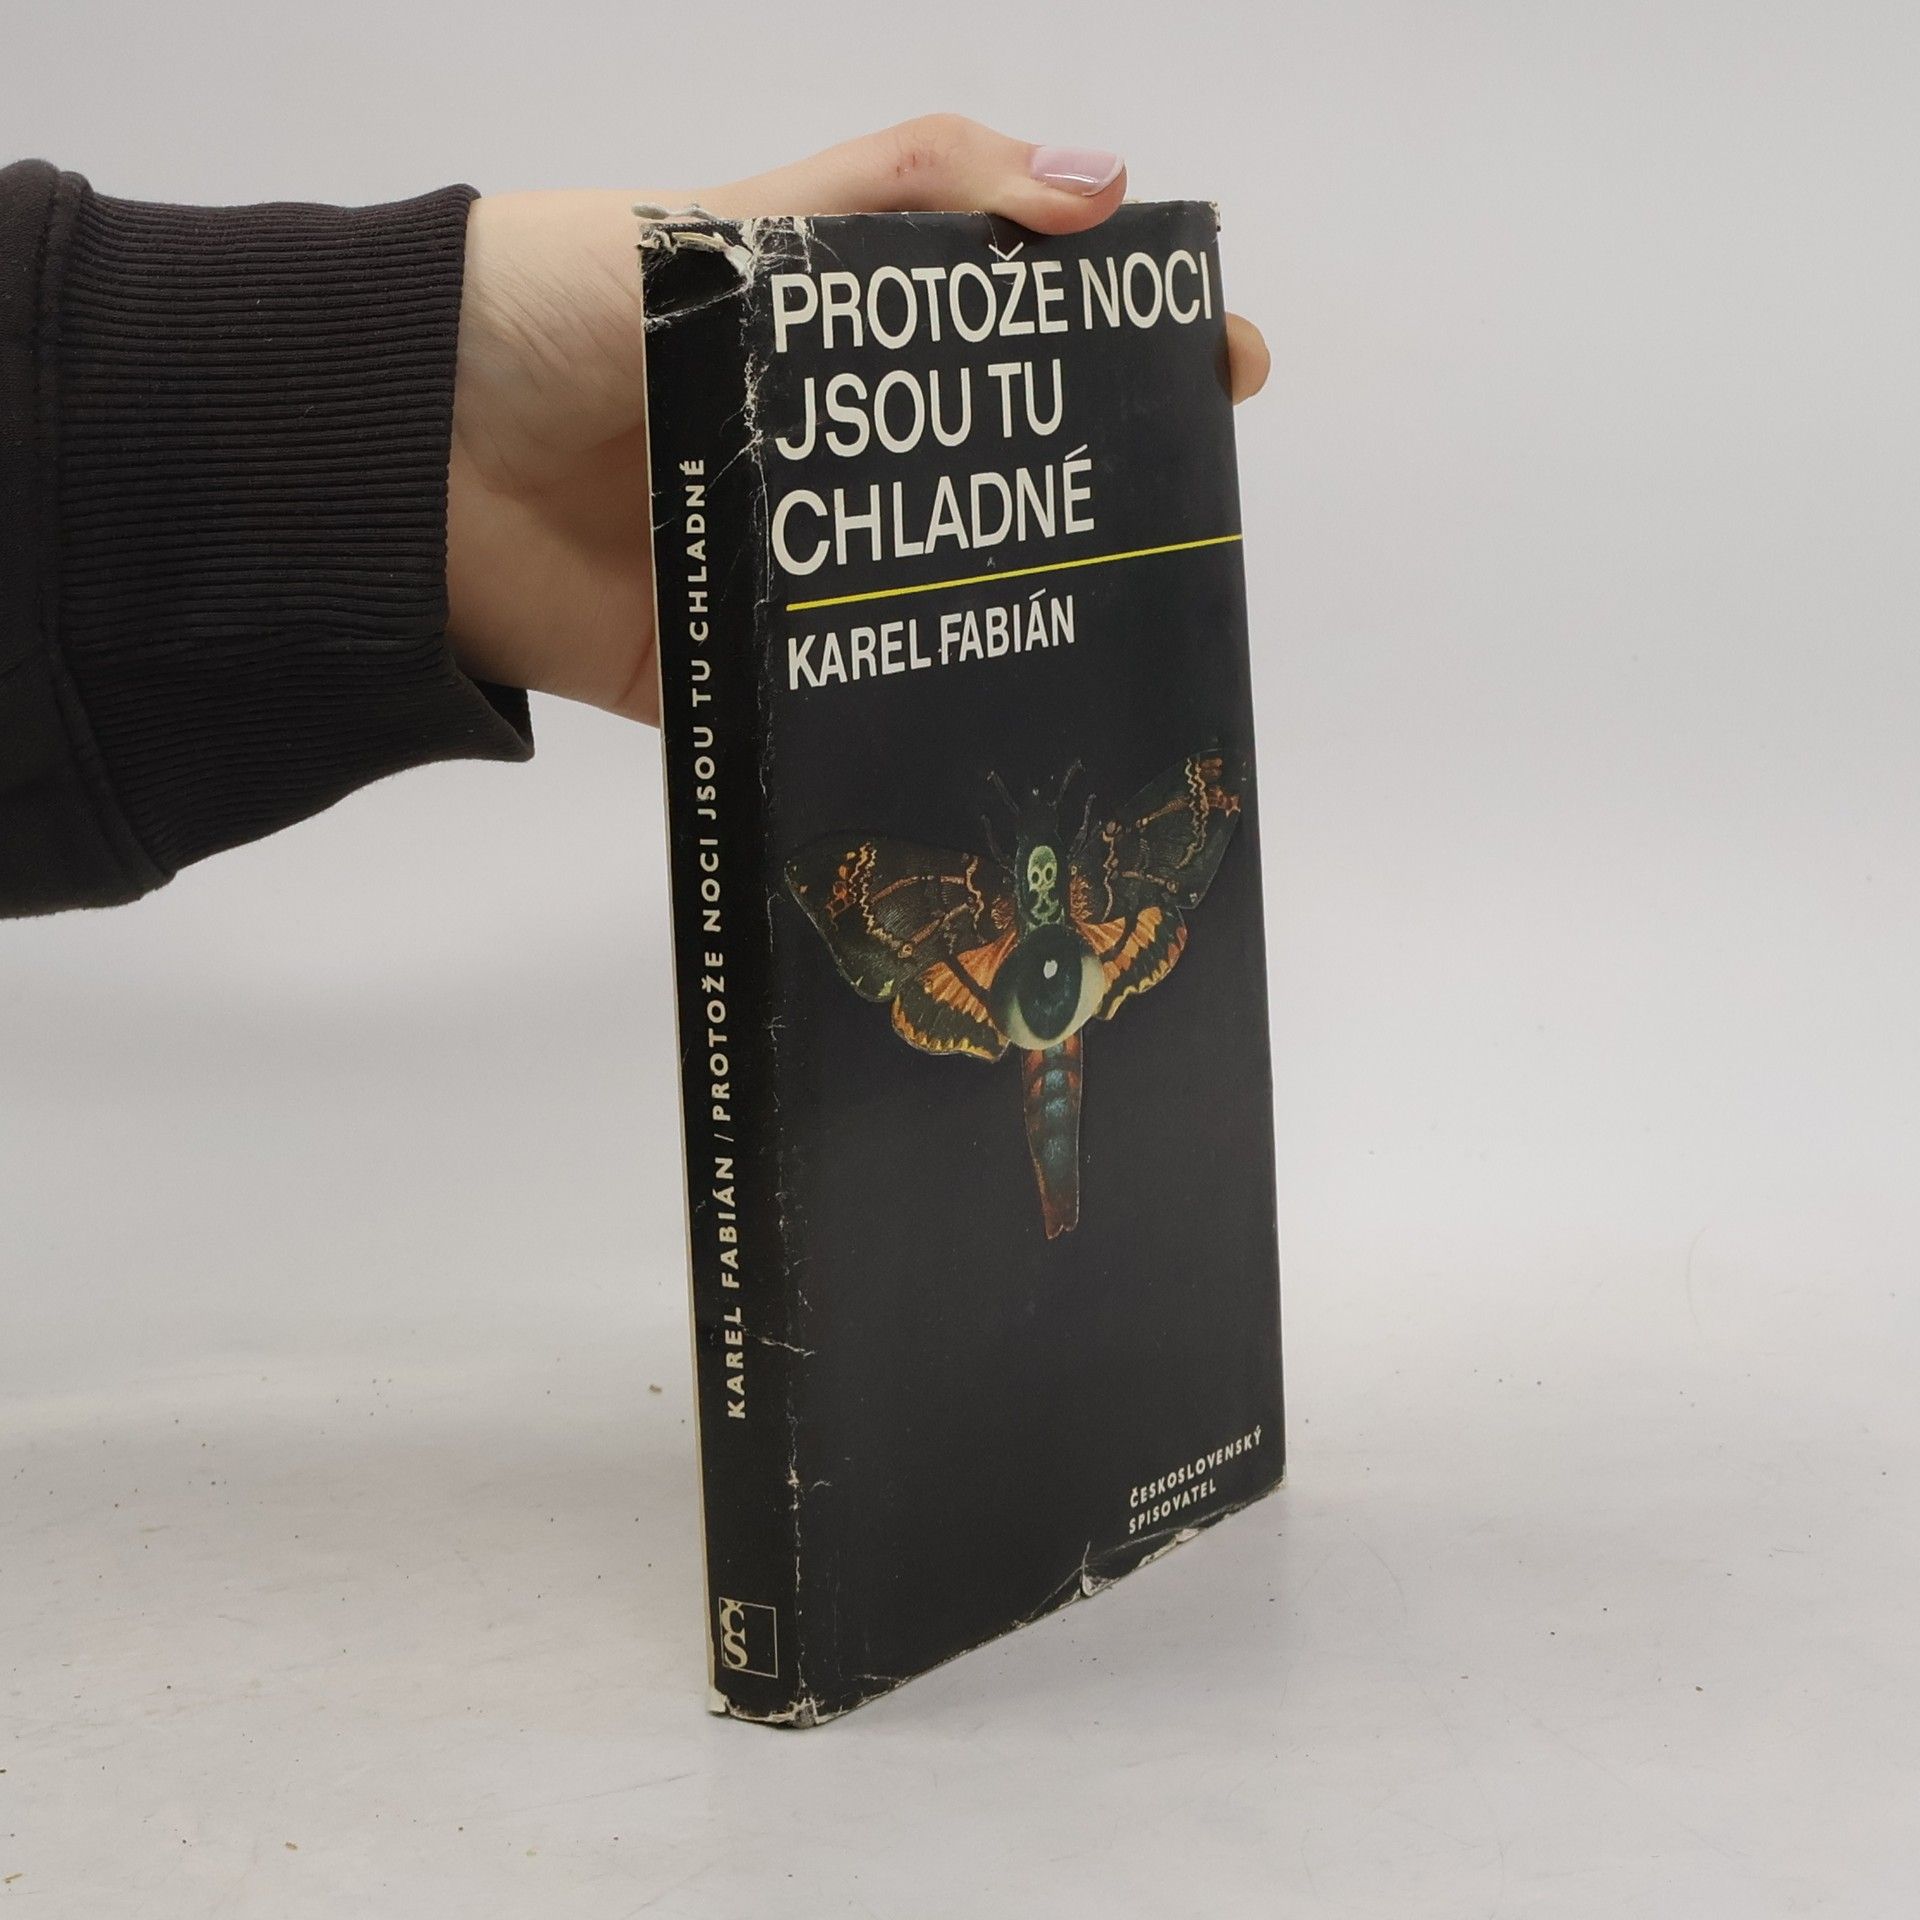 PROTOŽE NOCI
JSOU TU
CHLADNÉ
KAREL FABIÁN
ČESKOSLOVENSKÝ
SPISOVATEL
KAREL FABIÁN / PROTOŽE NOCI JSOU TU CHLADNÉ
ČS